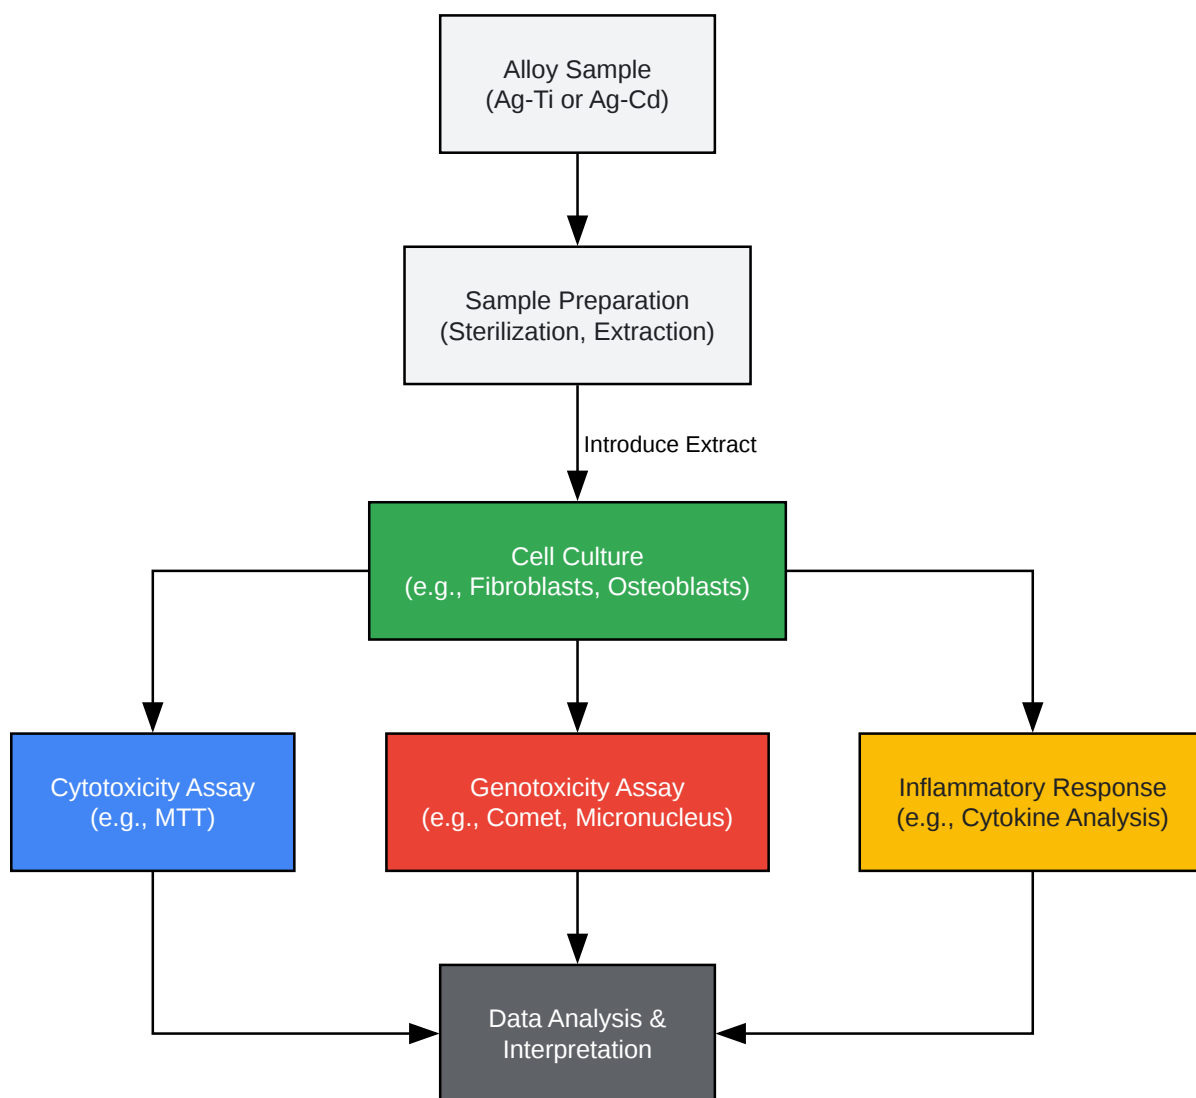 Alloy Sample
(Ag-Ti or Ag-Cd)
Sample Preparation
(Sterilization, Extraction)
Introduce Extract
Cell Culture
(e.g., Fibroblasts, Osteoblasts)
Cytotoxicity Assay
(e.g., MTT)
Genotoxicity Assay
(e.g., Comet, Micronucleus)
Inflammatory Response
(e.g., Cytokine Analysis)
Data Analysis &
Interpretation